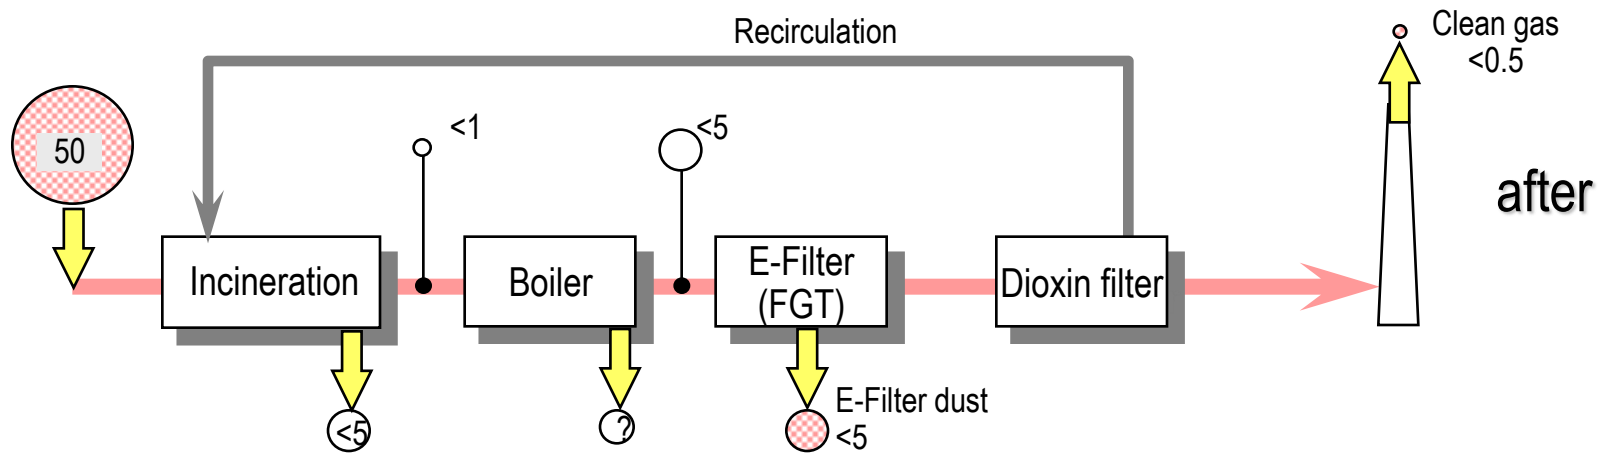 Recirculation
Clean gas
<0.5
50
<1
<5
after
Incineration
Boiler
E-Filter
(FGT)
Dioxin filter
<5
?
E-Filter dust
<5